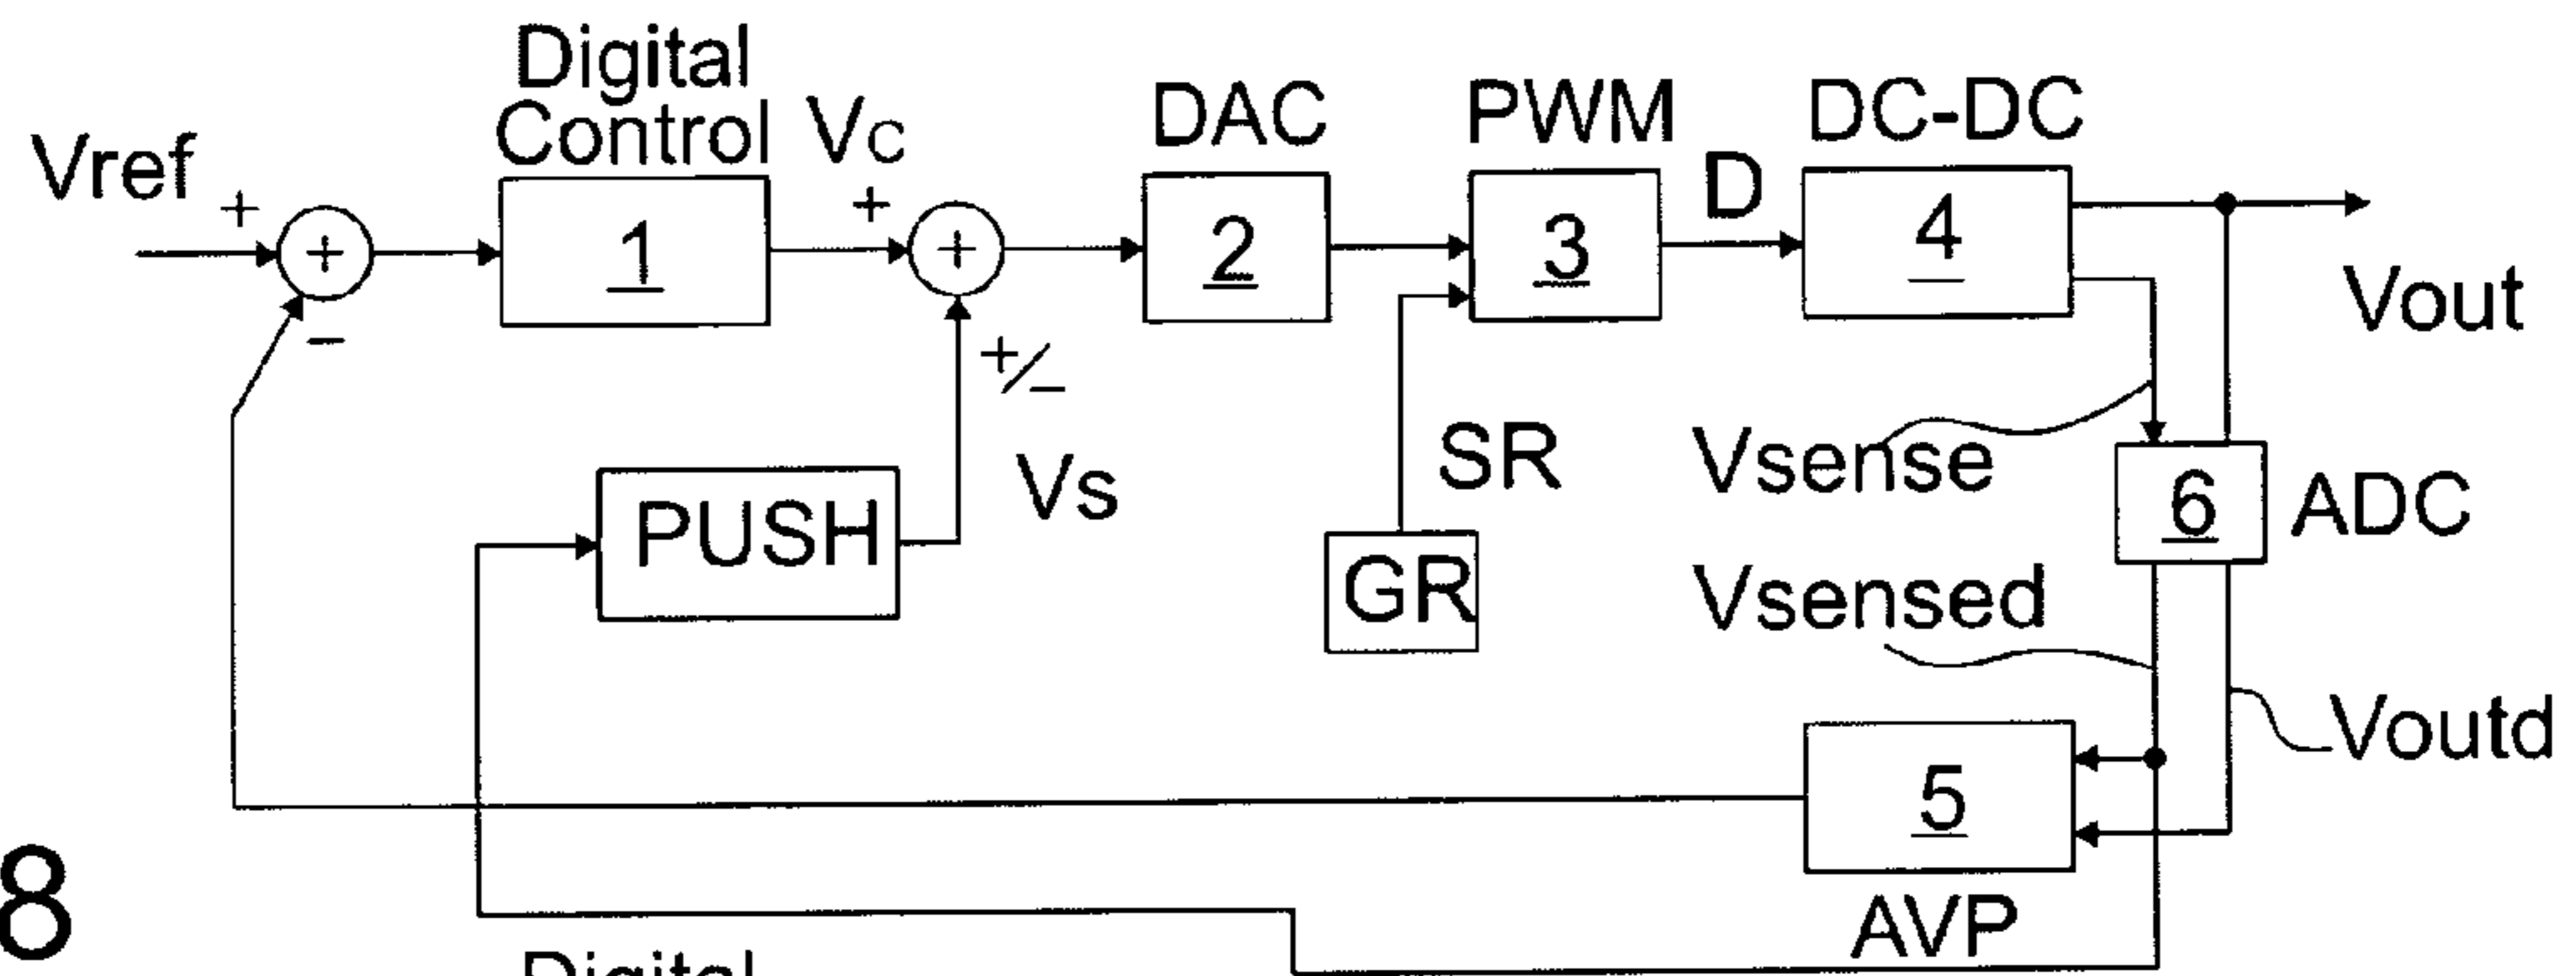 Digital
Control
Vref
+
+
−
1
Vc
+
+
+/−
Vs
DAC
2
PWM
3
D
DC-DC
4
Vout
PUSH
SR
GR
Vsense
6
ADC
Vsensed
Voutd
5
AVP
8
Digital